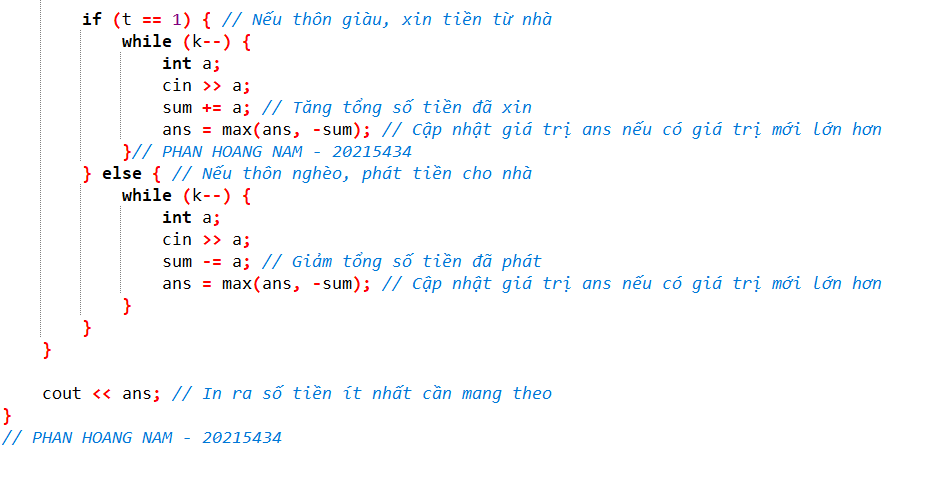 if (t == 1) { // Nếu thôn giàu, xin tiền từ nhà
while (k--) {
int a;
cin >> a;
sum += a; // Tăng tổng số tiền đã xin
ans = max(ans, -sum); // Cập nhật giá trị ans nếu có giá trị mới lớn hơn
}// PHAN HOANG NAM - 20215434
} else { // Nếu thôn nghèo, phát tiền cho nhà
while (k--) {
int a;
cin >> a;
sum -= a; // Giảm tổng số tiền đã phát
ans = max(ans, -sum); // Cập nhật giá trị ans nếu có giá trị mới lớn hơn
}
}
}
cout << ans; // In ra số tiền ít nhất cần mang theo
}
// PHAN HOANG NAM - 20215434